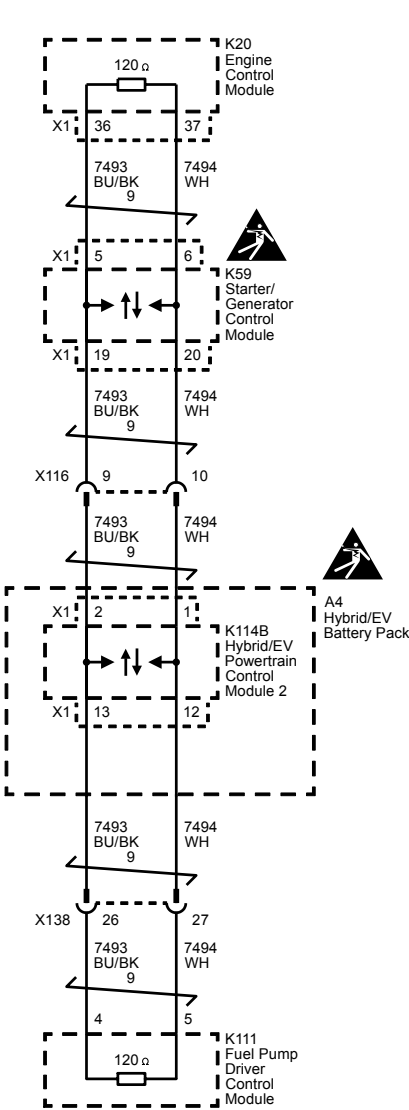 K20
Engine
Control
Module
120 Ω
X1 36 37
7493 7494
BU/BK WH
9
X1 5 6
K59
Starter/
Generator
Control
Module
X1 19 20
7493 7494
BU/BK WH
9
X116 9 10
7493 7494
BU/BK WH
9
A4
Hybrid/EV
Battery Pack
X1 2 1
K114B
Hybrid/EV
Powertrain
Control
Module 2
X1 13 12
7493 7494
BU/BK WH
9
X138 26 27
7493 7494
BU/BK WH
9
4 5
K111
Fuel Pump
Driver
Control
Module
120 Ω